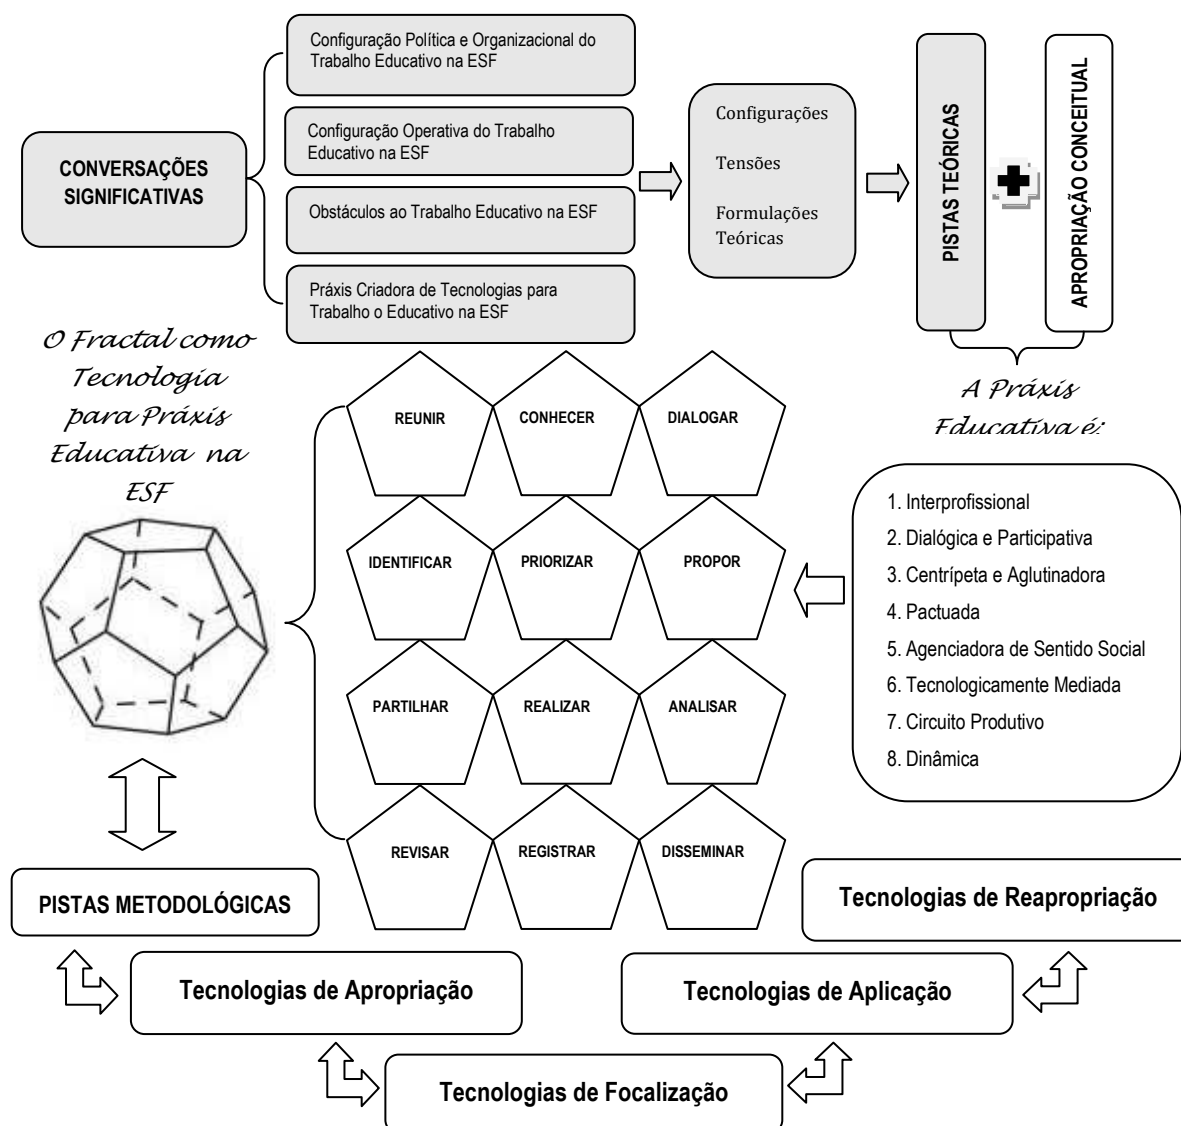 Configuração Política e Organizacional do
Trabalho Educativo na ESF
Configuração Operativa do Trabalho
Educativo na ESF
Obstáculos ao Trabalho Educativo na ESF
Práxis Criadora de Tecnologias para
Trabalho o Educativo na ESF
CONVERSAÇÕES
SIGNIFICATIVAS
Configurações
Tensões
Formulações
Teóricas
PISTAS TEÓRICAS
APROPRIAÇÃO CONCEITUAL
O Fractal como
Tecnologia
para Práxis
Educativa na
ESF
A Práxis
Educativa é:
REUNIR
CONHECER
DIALOGAR
IDENTIFICAR
PRIORIZAR
PROPOR
PARTILHAR
REALIZAR
ANALISAR
REVISAR
REGISTRAR
DISSEMINAR
1. Interprofissional
2. Dialógica e Participativa
3. Centrípeta e Aglutinadora
4. Pactuada
5. Agenciadora de Sentido Social
6. Tecnologicamente Mediada
7. Circuito Produtivo
8. Dinâmica
PISTAS METODOLÓGICAS
Tecnologias de Reapropriação
Tecnologias de Apropriação
Tecnologias de Aplicação
Tecnologias de Focalização